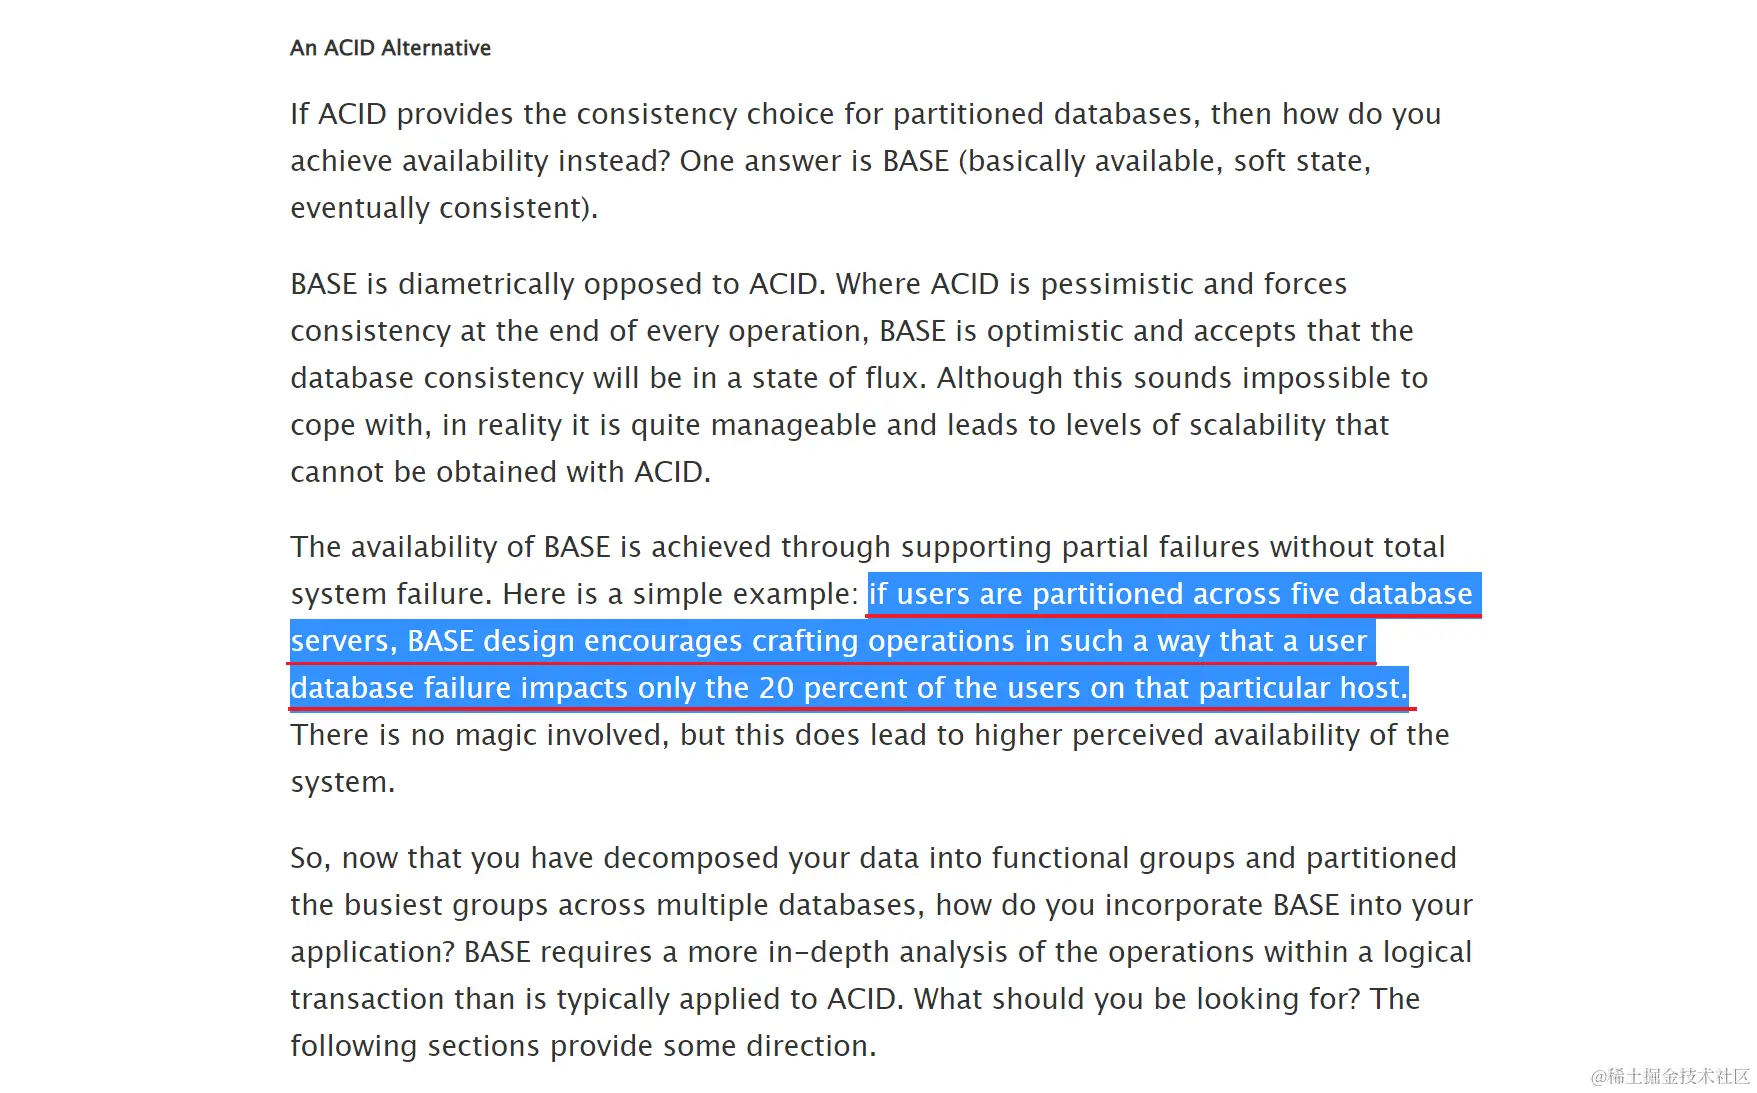 An ACID Alternative
If ACID provides the consistency choice for partitioned databases, then how do you
achieve availability instead? One answer is BASE (basically available, soft state,
eventually consistent).
BASE is diametrically opposed to ACID. Where ACID is pessimistic and forces
consistency at the end of every operation, BASE is optimistic and accepts that the
database consistency will be in a state of flux. Although this sounds impossible to
cope with, in reality it is quite manageable and leads to levels of scalability that
cannot be obtained with ACID.
The availability of BASE is achieved through supporting partial failures without total
system failure. Here is a simple example: if users are partitioned across five database
servers, BASE design encourages crafting operations in such a way that a user
database failure impacts only the 20 percent of the users on that particular host.
There is no magic involved, but this does lead to higher perceived availability of the
system.
So, now that you have decomposed your data into functional groups and partitioned
the busiest groups across multiple databases, how do you incorporate BASE into your
application? BASE requires a more in-depth analysis of the operations within a logical
transaction than is typically applied to ACID. What should you be looking for? The
following sections provide some direction.
@稀土掘金技术社区